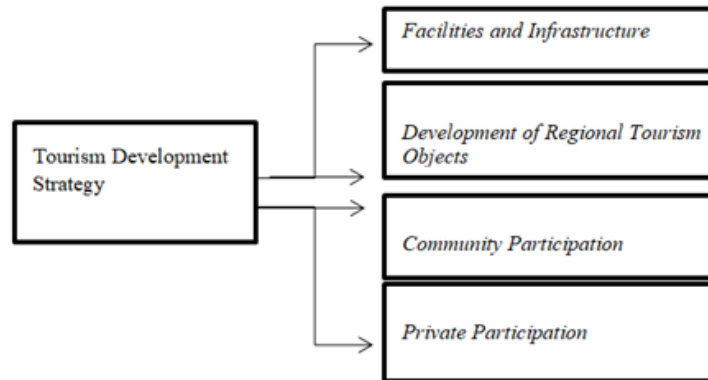 Facilities and Infrastructure
Tourism Development
Strategy
Development of Regional Tourism
Objects
Community Participation
Private Participation